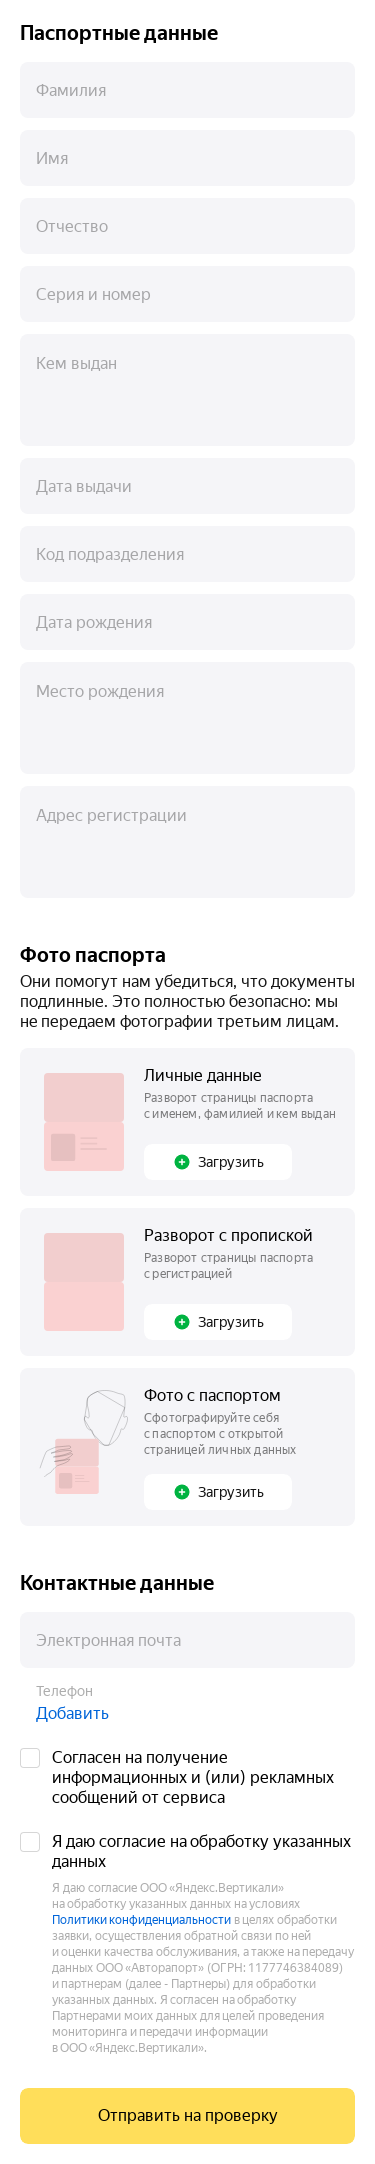 Паспортные данные
Фамилия
Имя
Отчество
Серия и номер
Кем выдан
Дата выдачи
Код подразделения
Дата рождения
Место рождения
Адрес регистрации
Фото паспорта
Они помогут нам убедиться, что документы
подлинные. Это полностью безопасно: мы
не передаем фотографии третьим лицам.
Личные данные
Разворот страницы паспорта
с именем, фамилией и кем выдан
Загрузить
Разворот с пропиской
Разворот страницы паспорта
с регистрацией
Загрузить
Фото с паспортом
Сфотографируйте себя
с паспортом с открытой
страницей личных данных
Загрузить
Контактные данные
Электронная почта
Телефон
Добавить
Согласен на получение
информационных и (или) рекламных
сообщений от сервиса
Я даю согласие на обработку указанных
данных
Я даю согласие ООО «Яндекс.Вертикали»
на обработку указанных данных на условиях
Политики конфиденциальности в целях обработки
заявки, осуществления обратной связи по ней
и оценки качества обслуживания, а также на передачу
данных ООО «Авторапорт» (ОГРН: 1177746384089)
и партнерам (далее - Партнеры) для обработки
указанных данных. Я согласен на обработку
Партнерами моих данных для целей проведения
мониторинга и передачи информации
в ООО «Яндекс.Вертикали».
Отправить на проверку